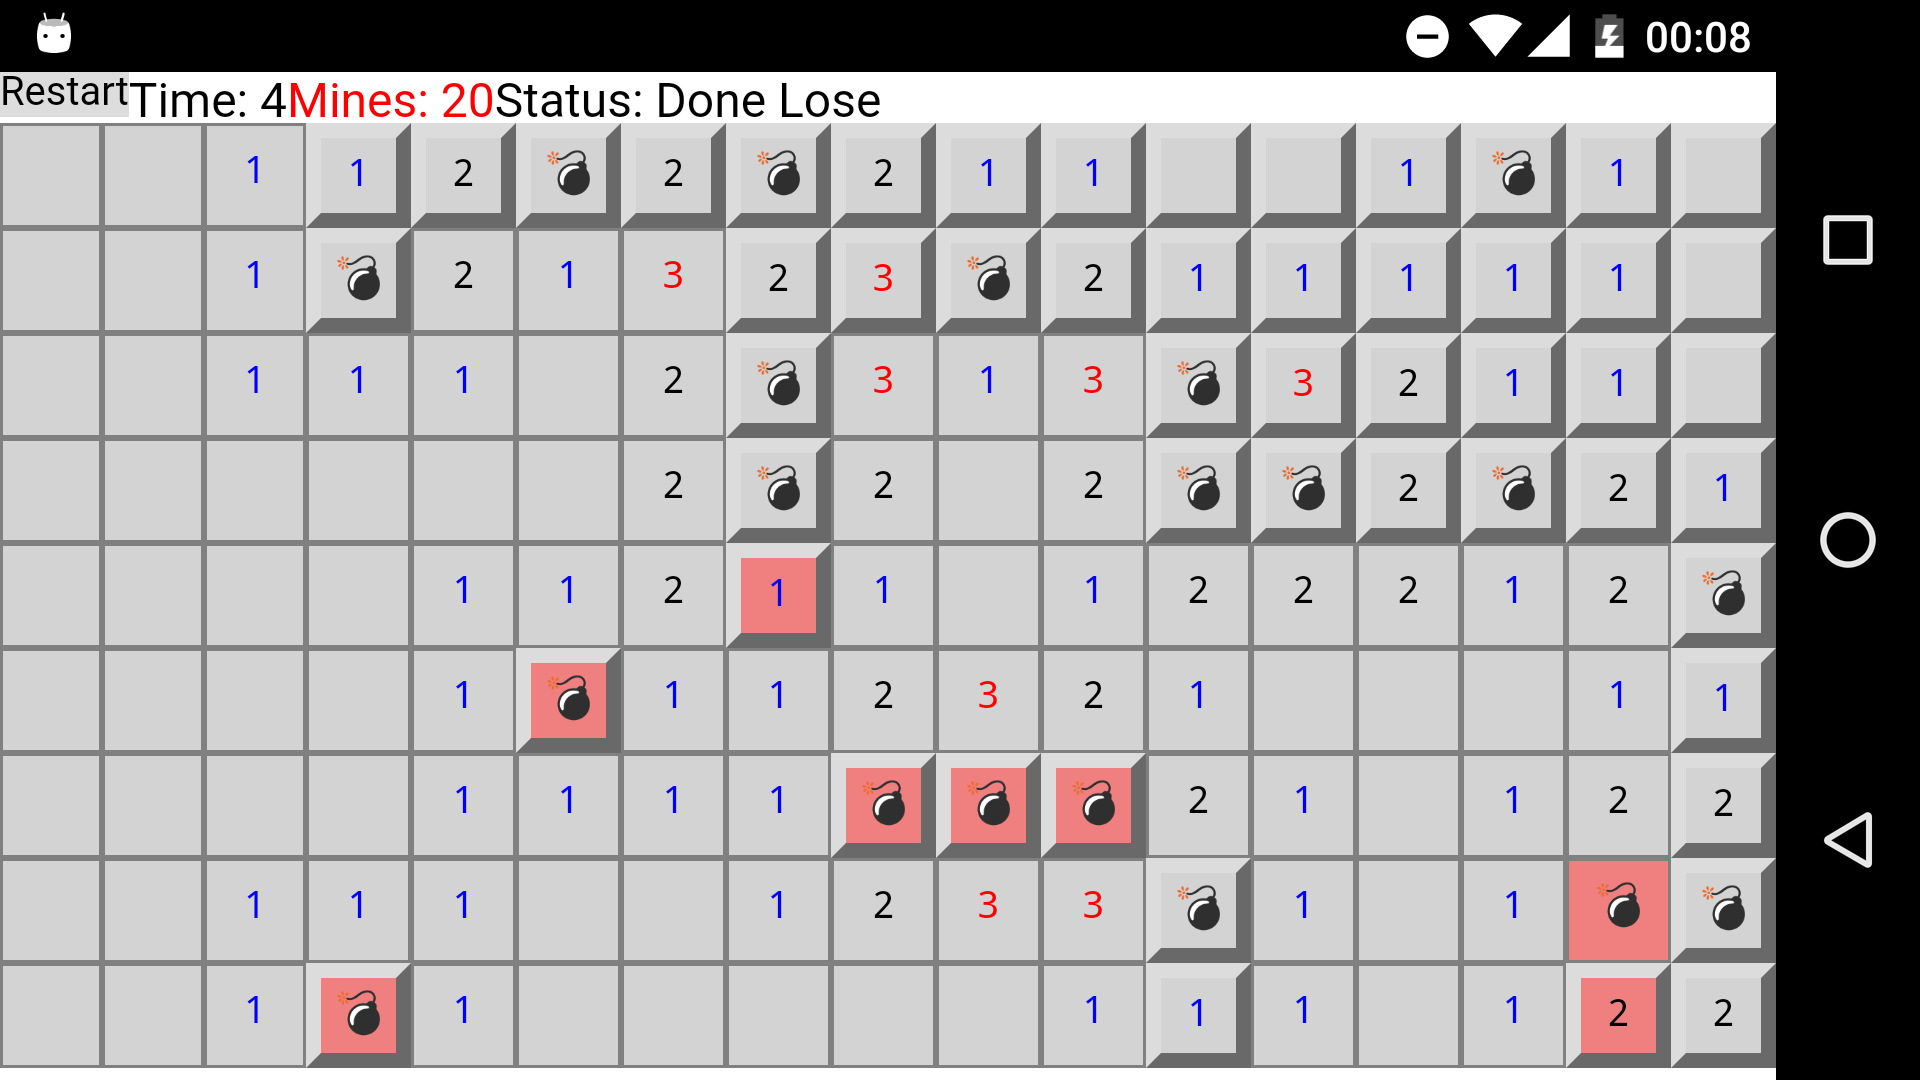 00:08
Restart Time: 4 Mines: 20 Status: Done Lose
1 1 2 2 2 1 1 1 1
1 2 1 3 2 3 2 1 1 1 1 1
1 1 1 2 3 1 3 3 2 1 1
2 2 2 2 2 1
1 1 2 1 1 1 2 2 2 1 2
1 1 1 2 3 2 1 1 1
1 1 1 1 2 1 1 2 2
1 1 1 1 2 3 3 1 1
1 1 1 1 1 1 2 2